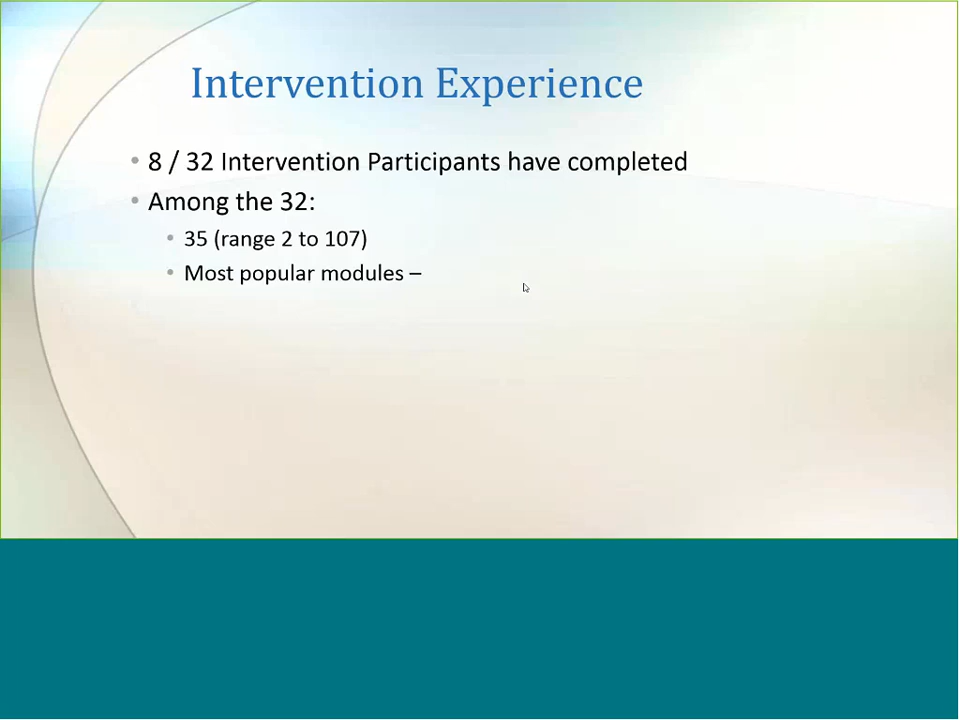 Intervention Experience
• 8 / 32 Intervention Participants have completed
• Among the 32:
• 35 (range 2 to 107)
• Most popular modules –